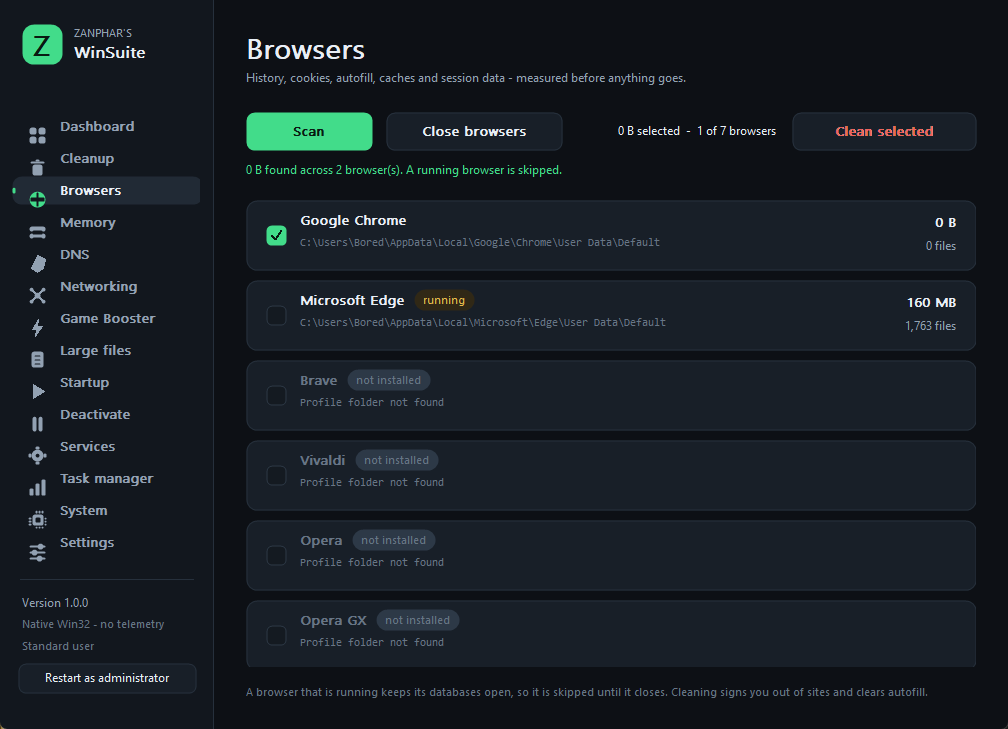 Z
ZANPHAR'S
WinSuite
Dashboard
Cleanup
Browsers
Memory
DNS
Networking
Game Booster
Large files
Startup
Deactivate
Services
Task manager
System
Settings
Version 1.0.0
Native Win32 - no telemetry
Standard user
Restart as administrator
Browsers
History, cookies, autofill, caches and session data - measured before anything goes.
Scan
Close browsers
0 B selected - 1 of 7 browsers
Clean selected
0 B found across 2 browser(s). A running browser is skipped.
Google Chrome
0 B
C:\Users\Bored\AppData\Local\Google\Chrome\User Data\Default
0 files
Microsoft Edge running
160 MB
C:\Users\Bored\AppData\Local\Microsoft\Edge\User Data\Default
1,763 files
Brave not installed
Profile folder not found
Vivaldi not installed
Profile folder not found
Opera not installed
Profile folder not found
Opera GX not installed
Profile folder not found
A browser that is running keeps its databases open, so it is skipped until it closes. Cleaning signs you out of sites and clears autofill.